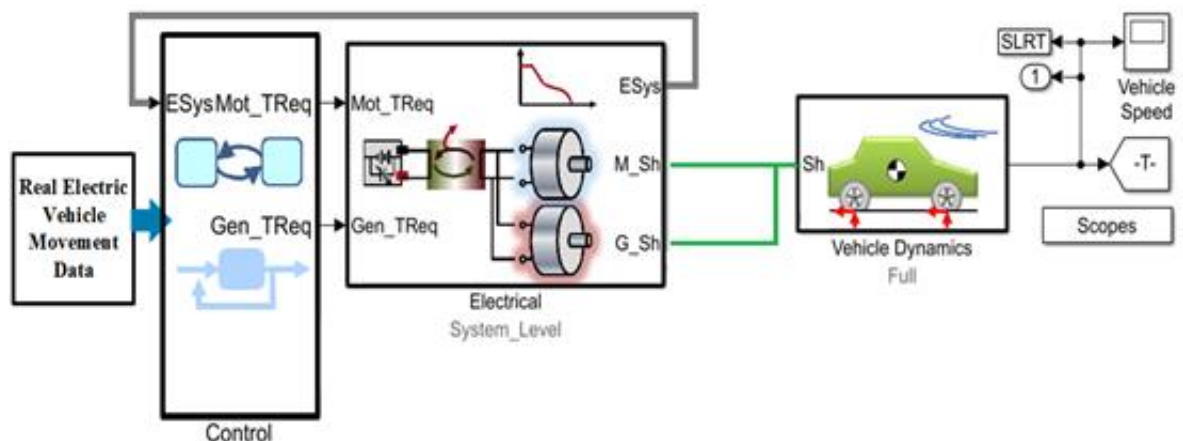 Real Electric
Vehicle
Movement
Data
ESys
Mot_TReq
Gen_TReq
Control
Mot_TReq
Gen_TReq
ESys
M_Sh
G_Sh
Electrical
System_Level
Sh
Vehicle Dynamics
Full
SLRT
1
Vehicle
Speed
-T-
Scopes